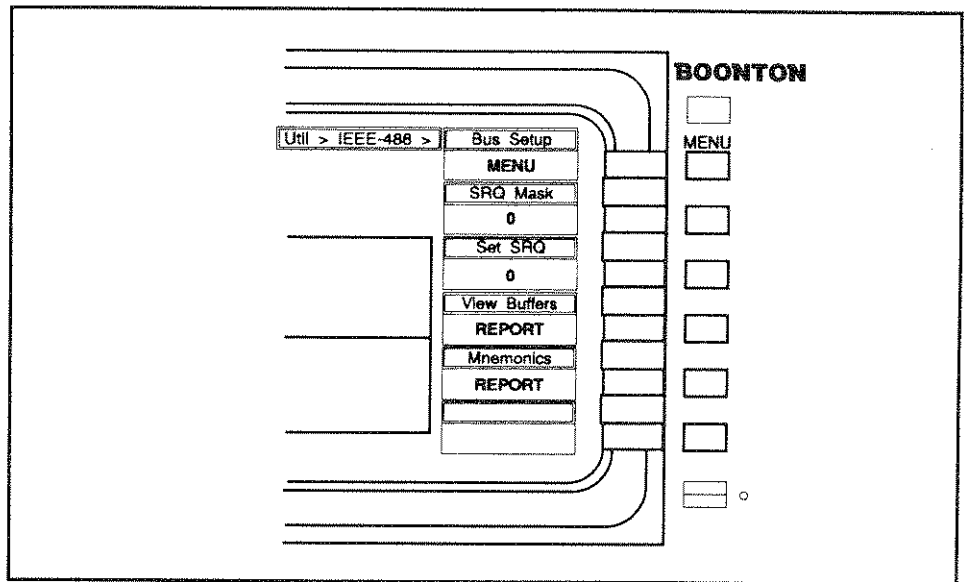 BOONTON
MENU
Util > IEEE-488 >
Bus Setup
MENU
SRQ Mask
0
Set SRQ
0
View Buffers
REPORT
Mnemonics
REPORT